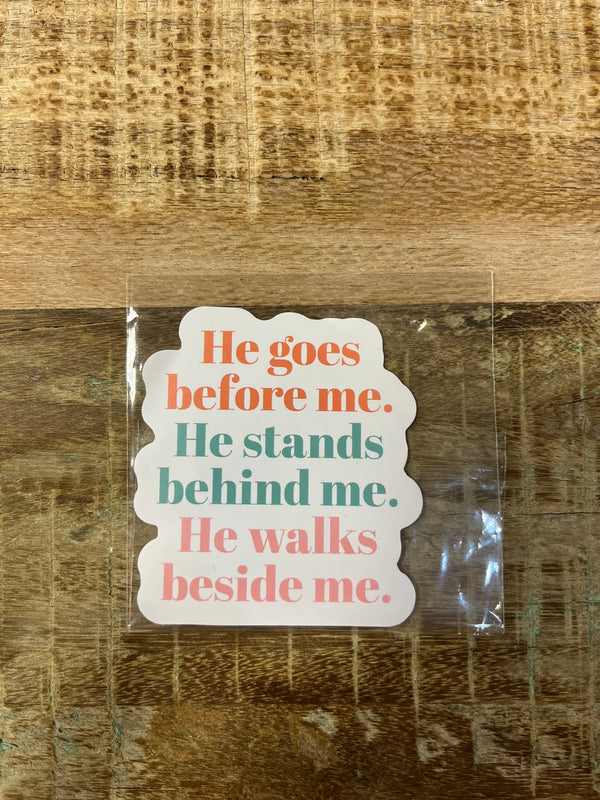 He goes
before me.
He stands
behind me.
He walks
beside me.